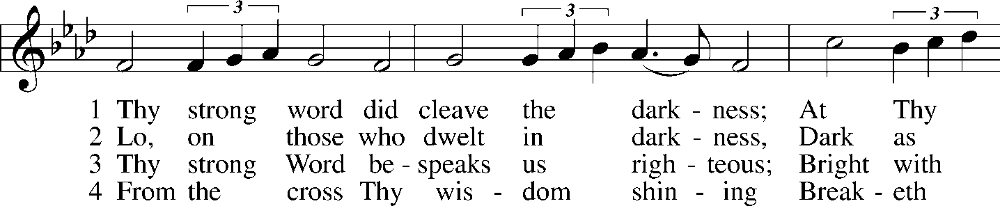 3 3 3
1 Thy strong word did cleave the dark - ness; At Thy
2 Lo, on those who dwelt in dark - ness, Dark as
3 Thy strong Word be - speaks us righ - teous; Bright with
4 From the cross Thy wis - dom shin - ing Break - eth